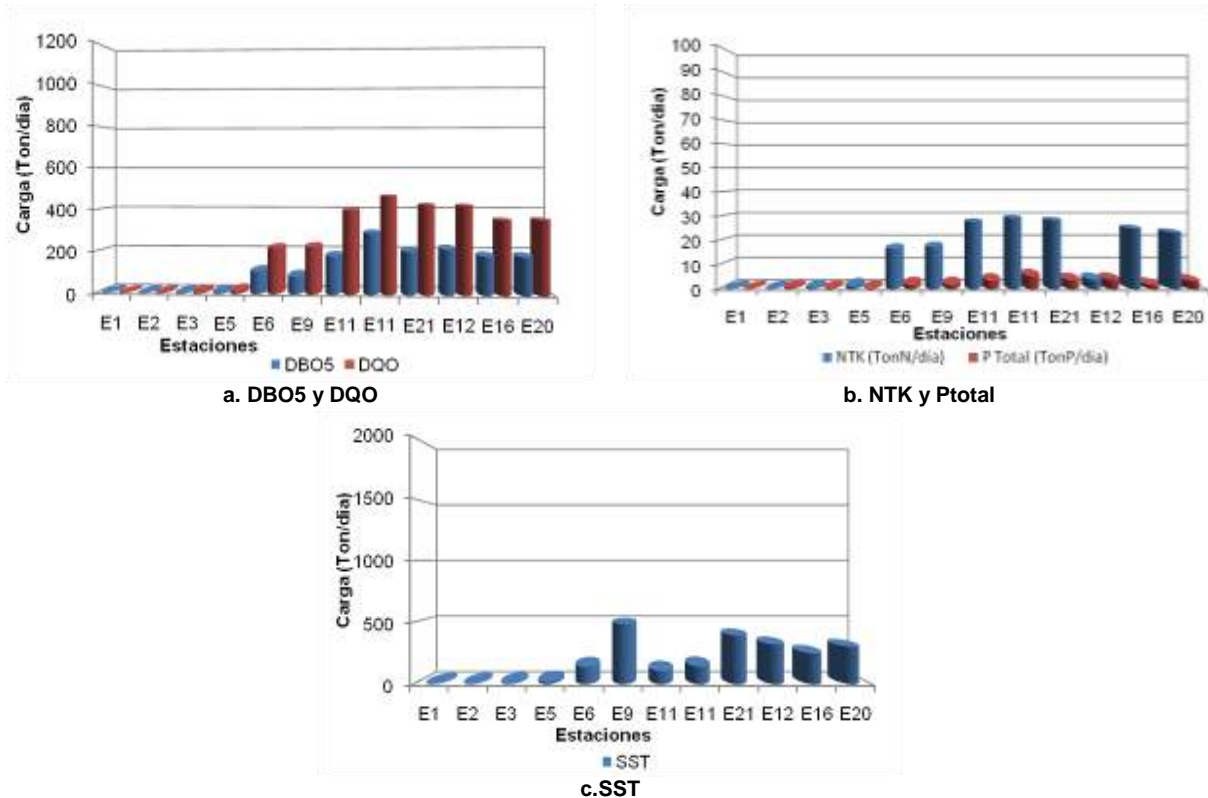 1200
1000
800
600
400
200
0
Carga (Ton/dia)
E1 E2 E3 E5 E6 E9 E11 E11 E21 E12 E16 E20
Estaciones
DBO5 DQO
a. DBO5 y DQO
100
90
80
70
60
50
40
30
20
10
0
Carga (Ton/dia)
E1 E2 E3 E5 E6 E9 E11 E11 E21 E12 E16 E20
Estaciones
NTK (TonN/dia) P Total (TonP/dia)
b. NTK y Ptotal
2000
1500
1000
500
0
Carga (Ton/dia)
E1 E2 E3 E5 E6 E9 E11 E11 E21 E12 E16 E20
Estaciones
SST
c.SST